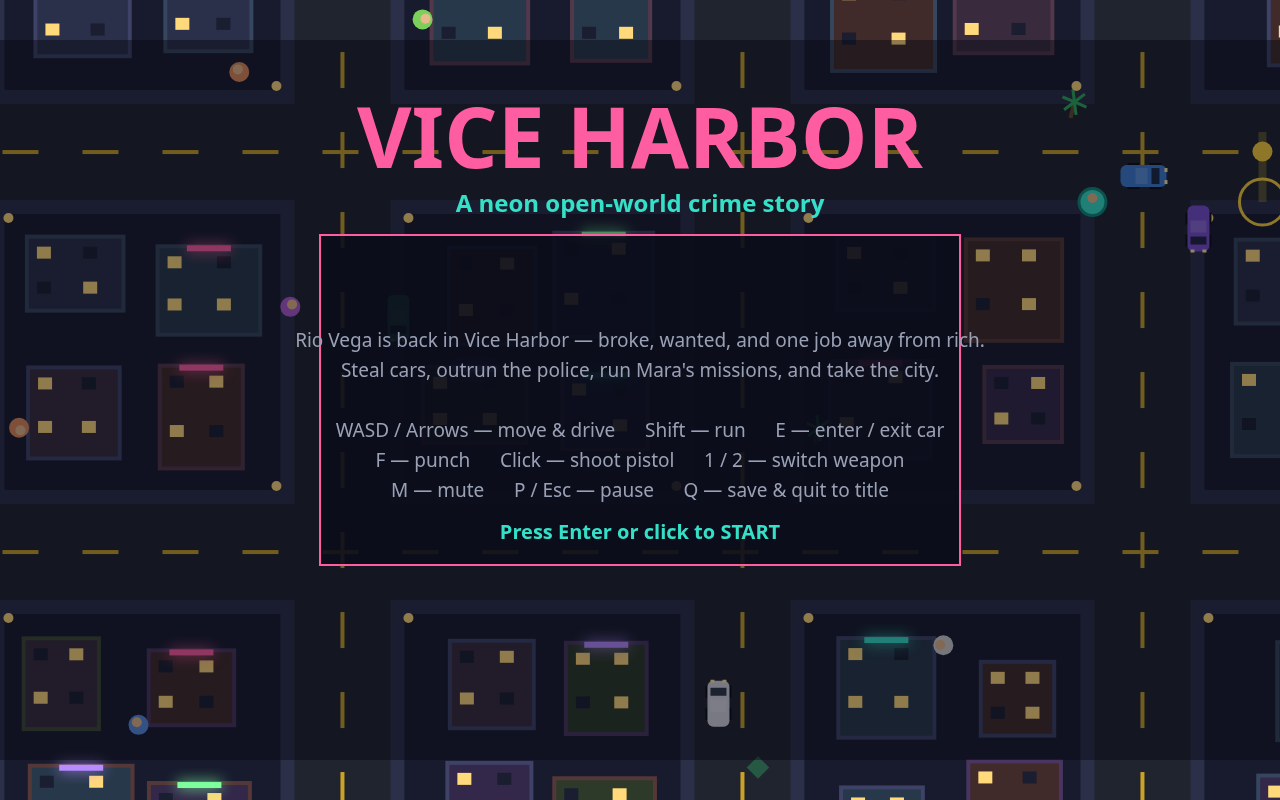 VICE HARBOR
A neon open-world crime story
Rio Vega is back in Vice Harbor — broke, wanted, and one job away from rich.
Steal cars, outrun the police, run Mara's missions, and take the city.
WASD / Arrows — move & drive Shift — run E — enter / exit car
F — punch Click — shoot pistol 1 / 2 — switch weapon
M — mute P / Esc — pause Q — save & quit to title
Press Enter or click to START